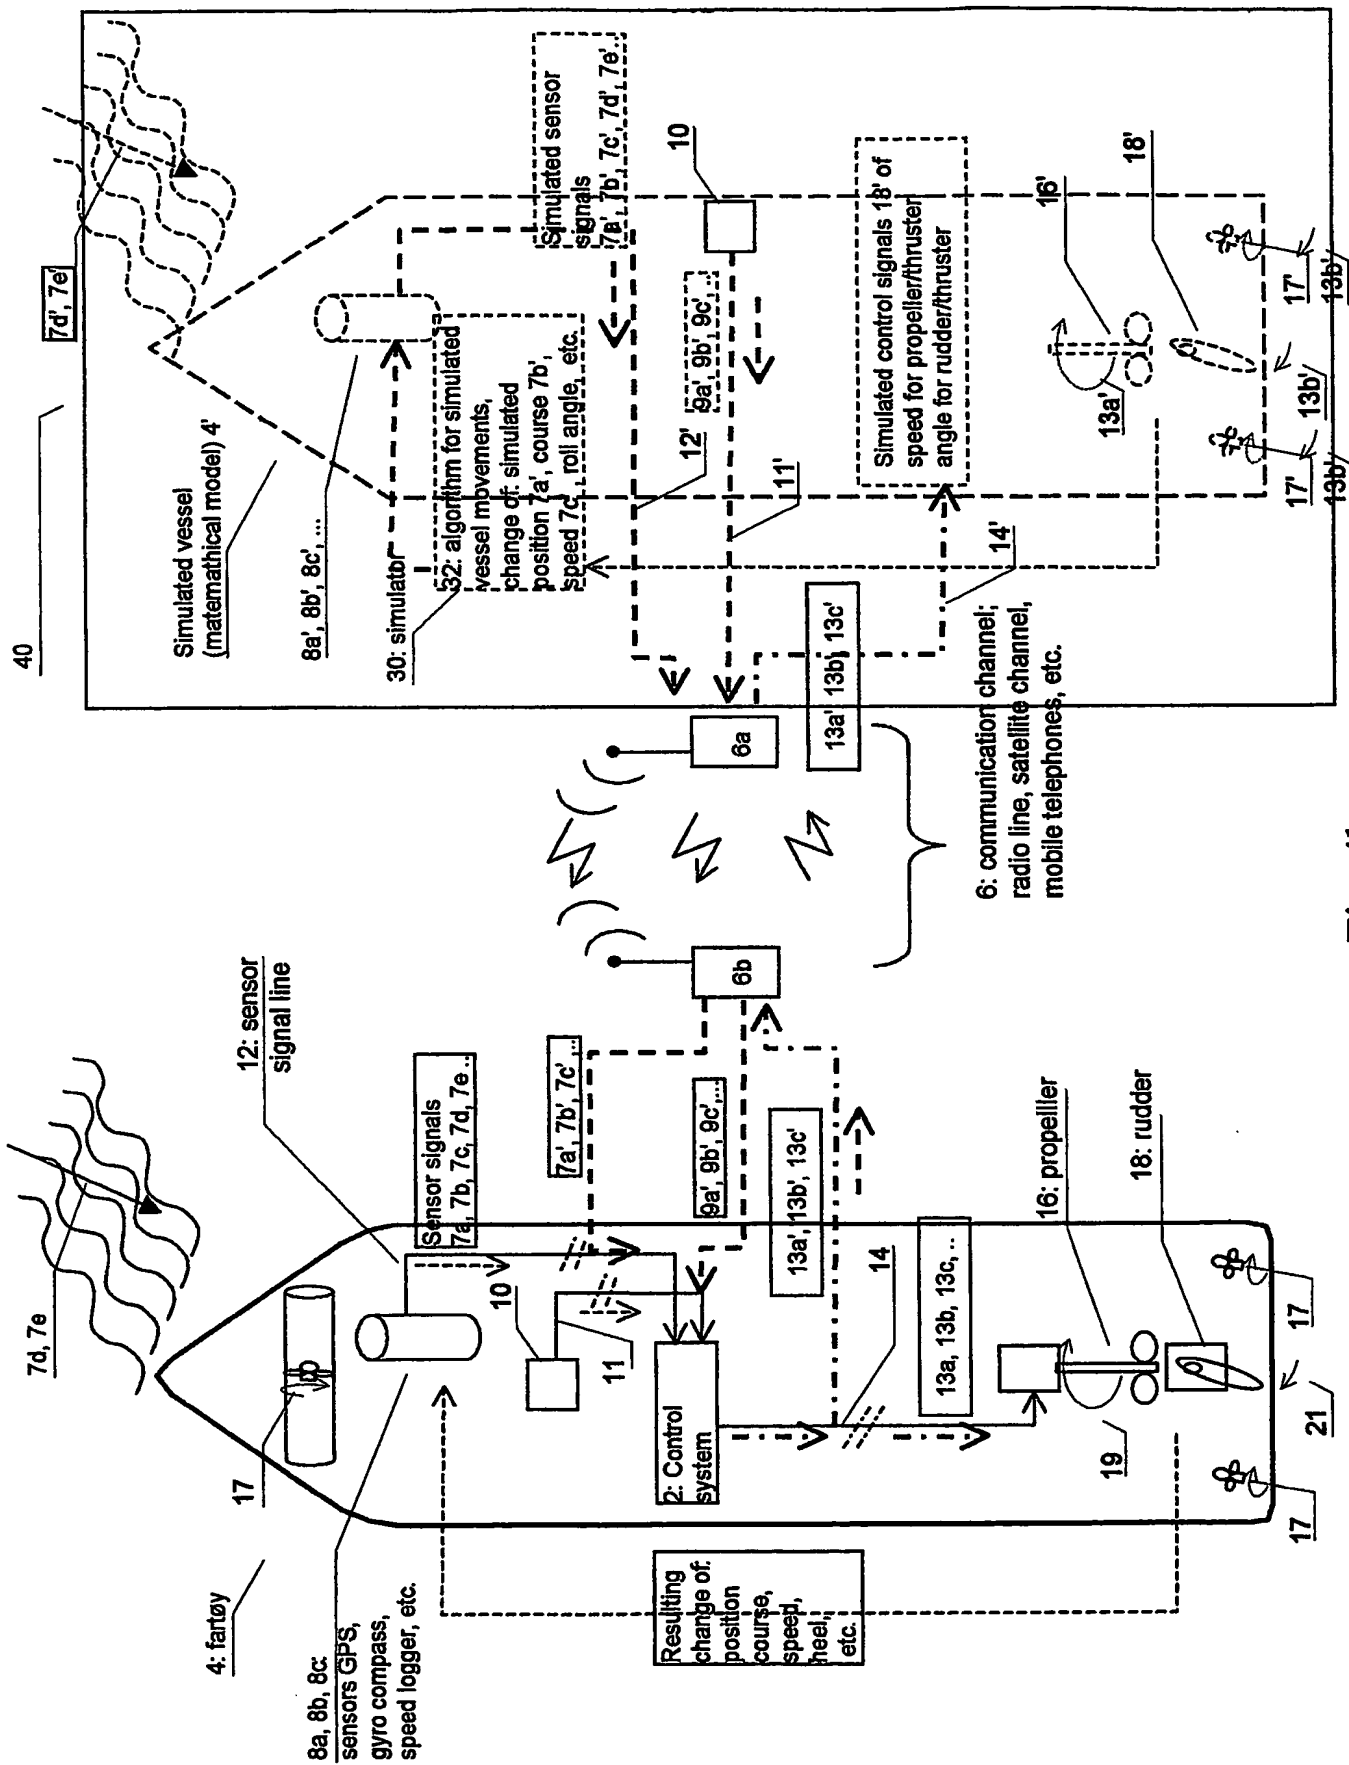 40
7d', 7e'
Simulated vessel
(matemathical model) 4'
8a', 8b', 8c', ...
30: simulator
32: algorithm for simulated
vessel movements,
change of: simulated
position 7a', course 7b',
speed 7c', roll angle, etc.
Simulated sensor
signals
7a', 7b', 7c', 7d', 7e'..
10
9a', 9b', 9c',..
12'
11'
Simulated control signals 18' of
speed for propeller/thruster
angle for rudder/thruster
14'
16'
18'
13a'
13b'
17'
13b'
17'
13b'
6a
13a', 13b', 13c'
6: communication channel;
radio line, satellite channel,
mobile telephones, etc.
6b
7d, 7e
12: sensor
signal line
Sensor signals
7a, 7b, 7c, 7d, 7e ..
7a', 7b', 7c',...
9a', 9b', 9c',...
13a', 13b', 13c'
17
10
11
2: Control
system
14
13a, 13b, 13c, ..
16: propeller
18: rudder
19
17
17
21
4: fartøy
8a, 8b, 8c:
sensors GPS,
gyro compass,
speed logger, etc.
Resulting
change of:
position
course,
speed,
heel,
etc.